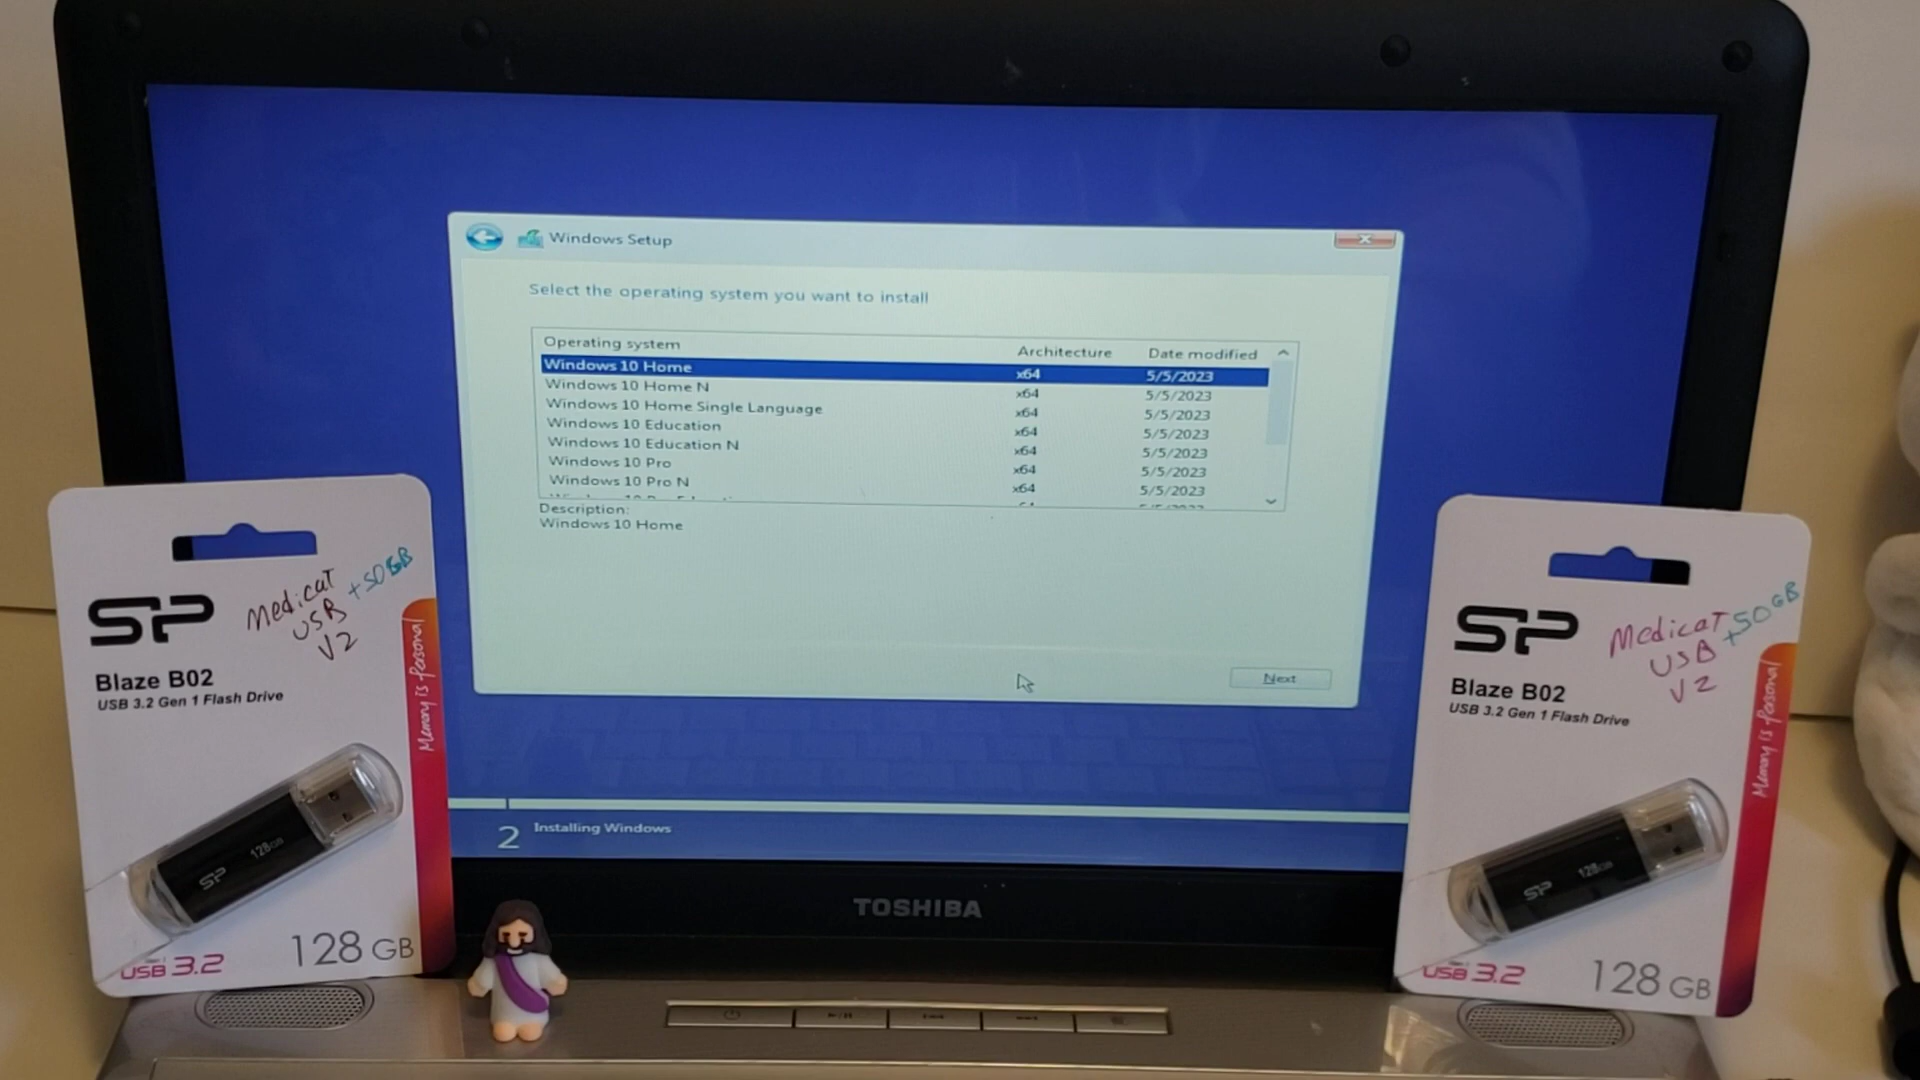 Windows Setup
Select the operating system you want to install
Operating system Architecture Date modified
Windows 10 Home x64 5/5/2023
Windows 10 Home N x64 5/5/2023
Windows 10 Home Single Language x64 5/5/2023
Windows 10 Education x64 5/5/2023
Windows 10 Education N x64 5/5/2023
Windows 10 Pro x64 5/5/2023
Windows 10 Pro N x64 5/5/2023
Description:
Windows 10 Home
Next
2 Installing Windows
TOSHIBA
SP
Medicat + 50GB
USB
V2
Blaze B02
USB 3.2 Gen 1 Flash Drive
Memory is personal
SP 128GB
USB 3.2
128 GB
SP
Medicat + 50GB
USB
V2
Blaze B02
USB 3.2 Gen 1 Flash Drive
Memory is personal
SP 128GB
USB 3.2
128 GB